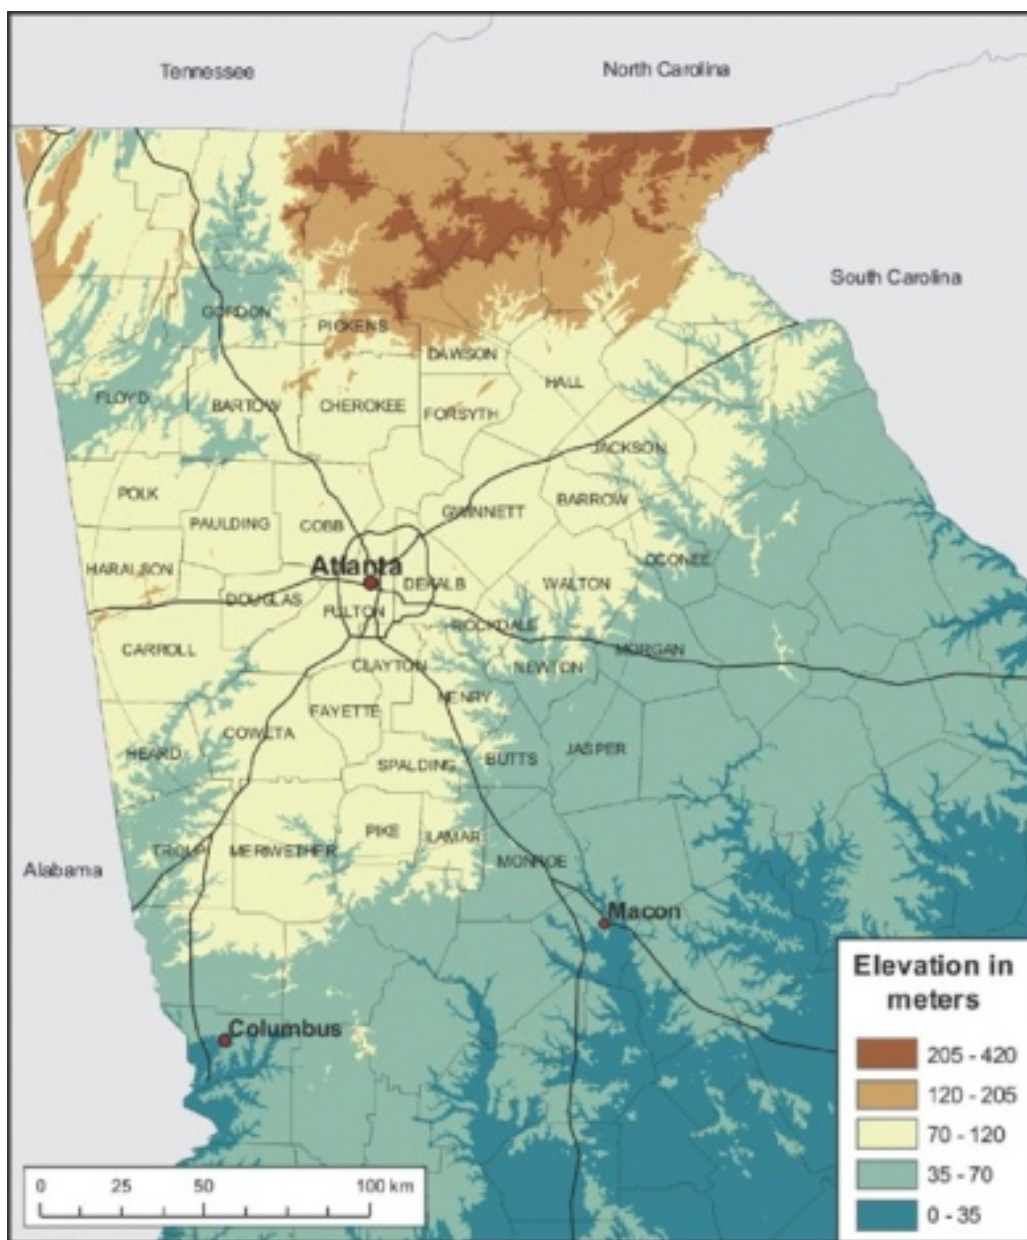 Tennessee
North Carolina
South Carolina
GORDON
PICKENS
DAWSON
HALL
FLOYD
BARTOW
CHEROKEE
FORSYTH
JACKSON
POLK
PAULDING
COBB
GWINNETT
BARROW
HARALSON
Atlanta
DEKALB
WALTON
OCONEE
DOUGLAS
FULTON
ROCKDALE
CARROLL
CLAYTON
NEWTON
MORGAN
HENRY
FAYETTE
COWETA
HEARD
SPALDING
BUTTS
JASPER
Alabama
TROUP
MERIWETHER
PIKE
LAMAR
MONROE
Macon
Columbus
Elevation in
meters
205 - 420
120 - 205
70 - 120
35 - 70
0 - 35
0 25 50 100 km